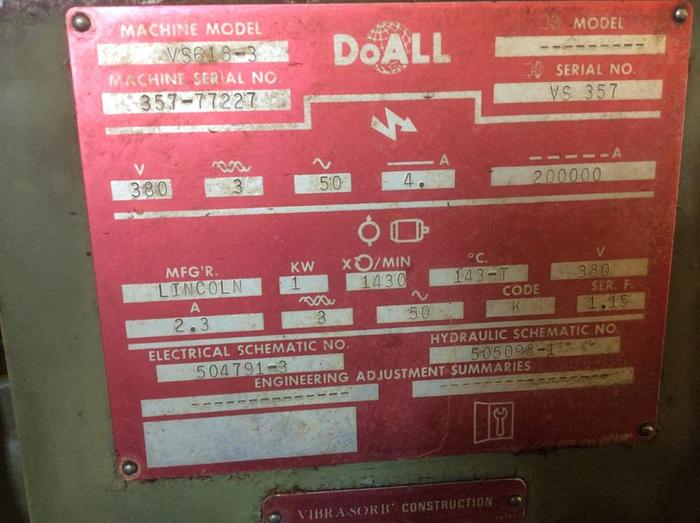 MACHINE MODEL
VS618-3
MACHINE SERIAL NO.
357-77227
DoALL
MODEL
----------
SERIAL NO.
VS 357
V
380
3
50
A
4.
A
200000
MFG'R.
LINCOLN
KW
1
X /MIN
1430
°C.
143-T
V
380
A
2.3
3
50
CODE
K
SER. F.
1.15
ELECTRICAL SCHEMATIC NO.
504791-3
HYDRAULIC SCHEMATIC NO.
505098-1
ENGINEERING ADJUSTMENT SUMMARIES
VIBRA-SORB CONSTRUCTION